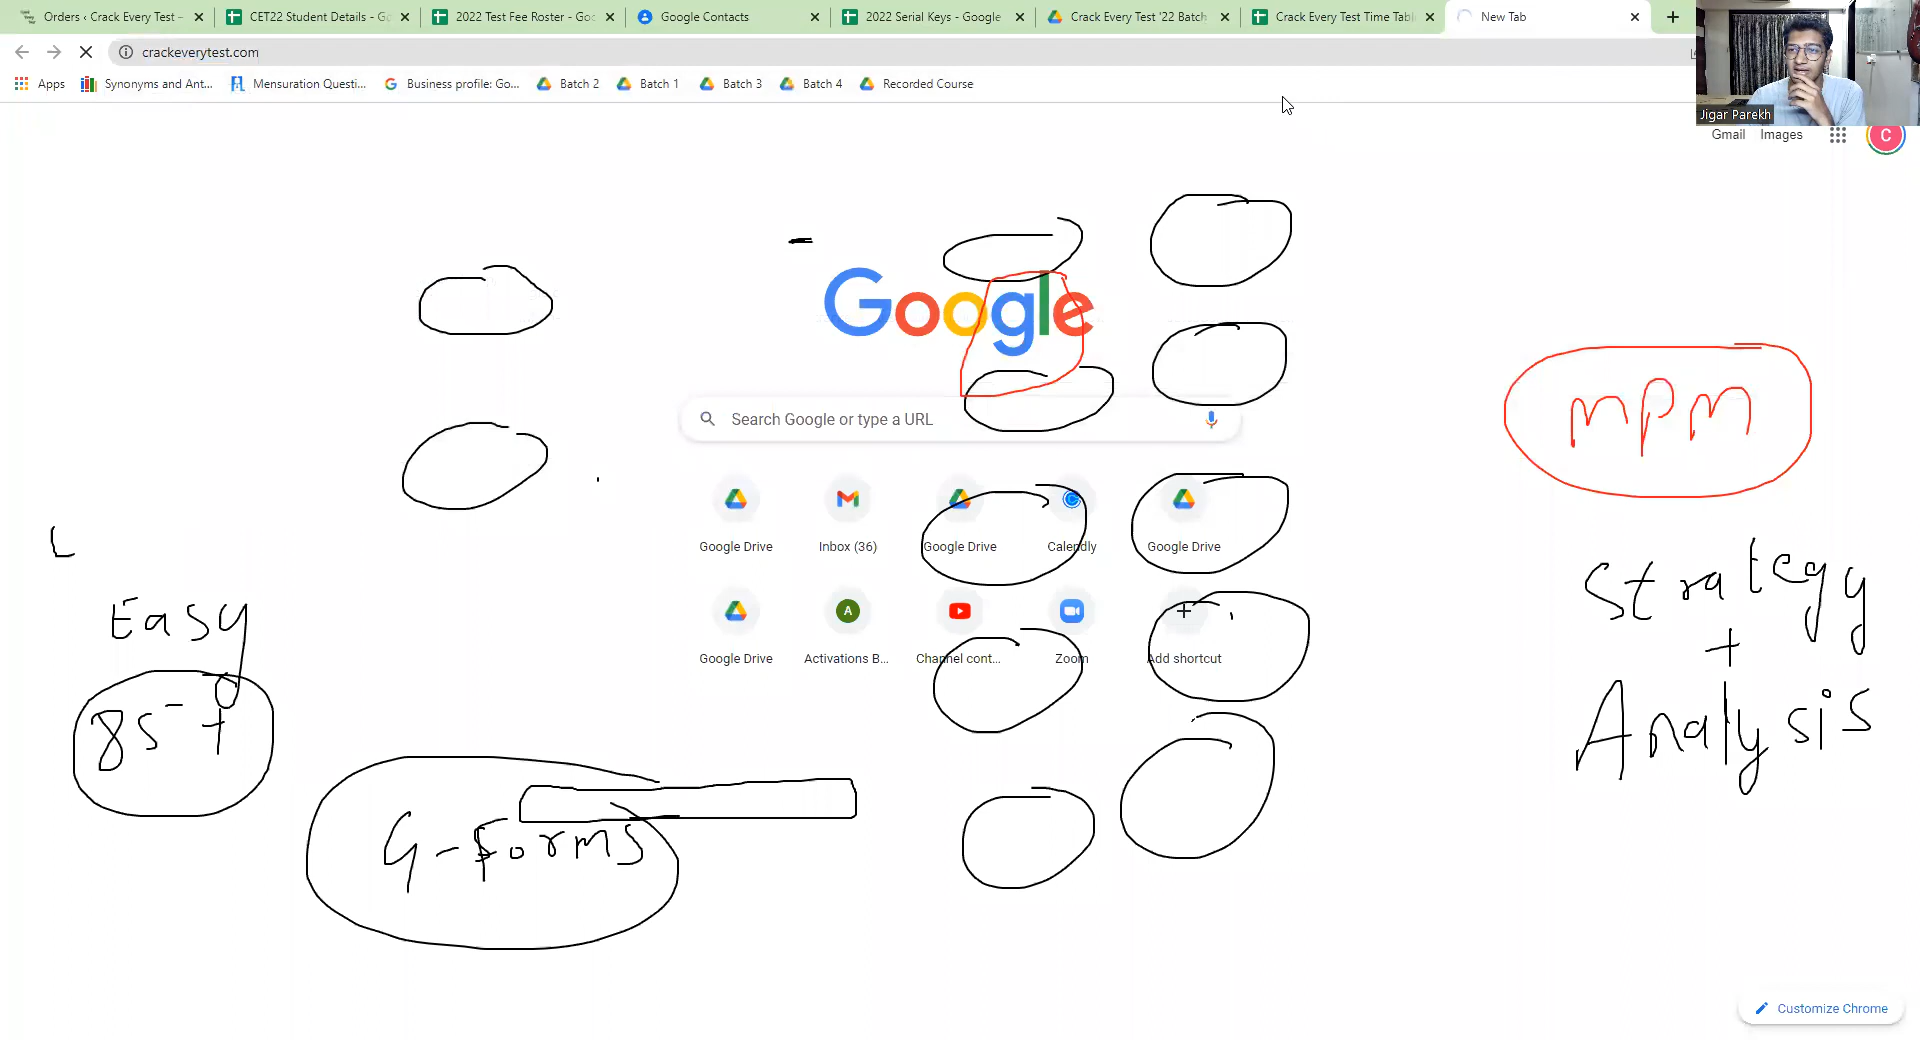 Orders ‹ Crack Every Test –
CET22 Student Details - Go
2022 Test Fee Roster - Goo
Google Contacts
2022 Serial Keys - Google
Crack Every Test '22 Batch
Crack Every Test Time Tabl
New Tab
crackeverytest.com
Apps
Synonyms and Ant...
Mensuration Questi...
Business profile: Go...
Batch 2
Batch 1
Batch 3
Batch 4
Recorded Course
Jigar Parekh
Gmail
Images
C
Google
mpm
Search Google or type a URL
Google Drive
Inbox (36)
Google Drive
Calendly
Google Drive
Strategy
+
Analysis
Easy
A
Google Drive
Activations B...
Channel cont...
Zoom
Add shortcut
G-Forms
Customize Chrome